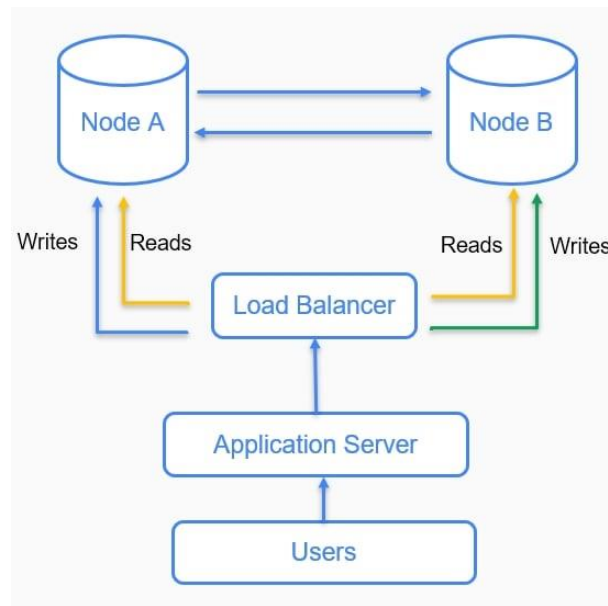 Node A
Node B
Writes
Reads
Reads
Writes
Load Balancer
Application Server
Users